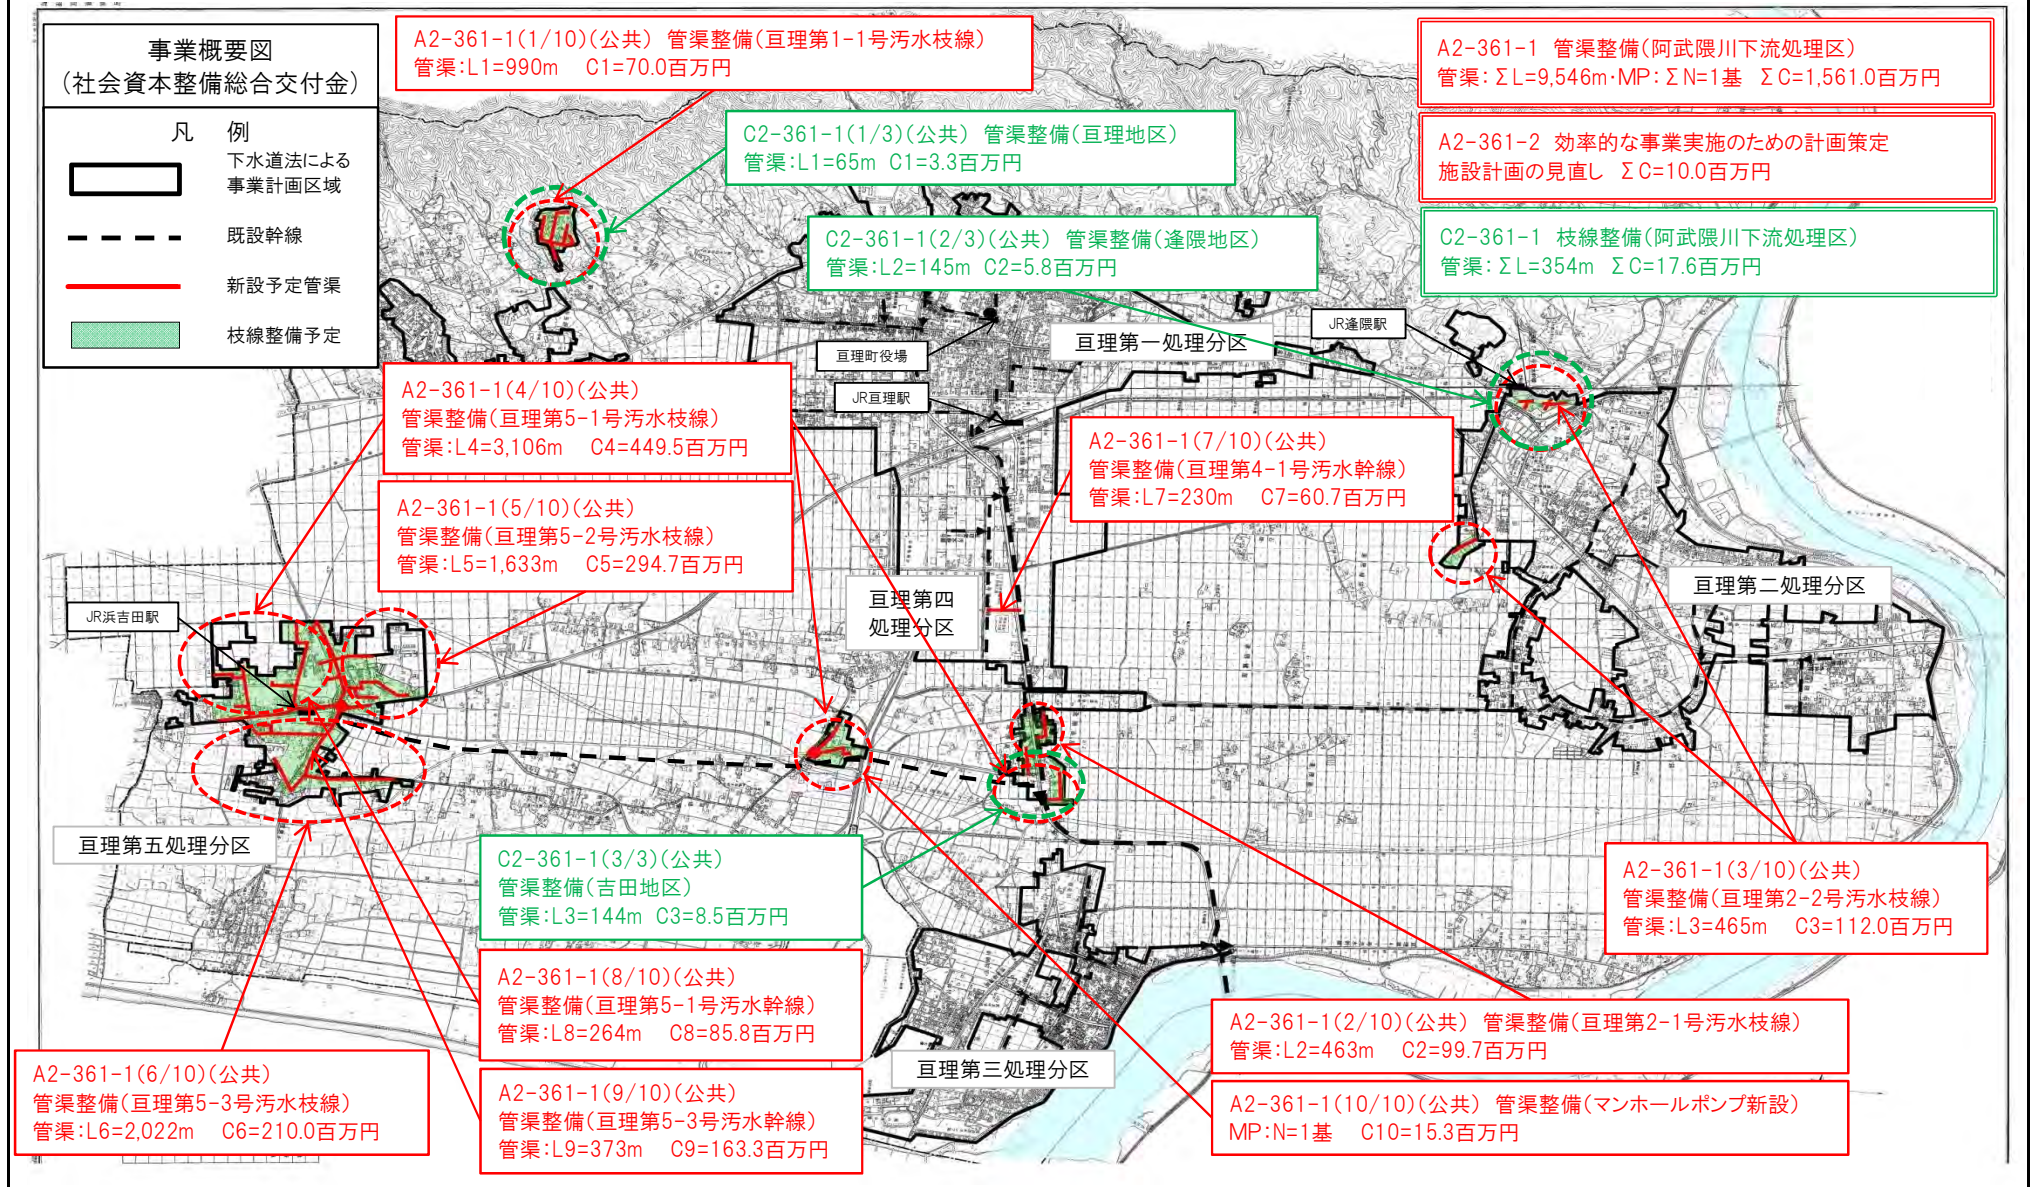 事業概要図
(社会資本整備総合交付金)
凡 例
下水道法による
事業計画区域
既設幹線
新設予定管渠
枝線整備予定
A2-361-1(1/10)(公共) 管渠整備(亘理第1-1号汚水枝線)
管渠:L1=990m C1=70.0百万円
C2-361-1(1/3)(公共) 管渠整備(亘理地区)
管渠:L1=65m C1=3.3百万円
C2-361-1(2/3)(公共) 管渠整備(逢隈地区)
管渠:L2=145m C2=5.8百万円
A2-361-1 管渠整備(阿武隈川下流処理区)
管渠:ΣL=9,546m・MP:ΣN=1基 ΣC=1,561.0百万円
A2-361-2 効率的な事業実施のための計画策定
施設計画の見直し ΣC=10.0百万円
C2-361-1 枝線整備(阿武隈川下流処理区)
管渠:ΣL=354m ΣC=17.6百万円
亘理町役場
亘理第一処理分区
JR逢隈駅
JR亘理駅
A2-361-1(4/10)(公共)
管渠整備(亘理第5-1号汚水枝線)
管渠:L4=3,106m C4=449.5百万円
A2-361-1(5/10)(公共)
管渠整備(亘理第5-2号汚水枝線)
管渠:L5=1,633m C5=294.7百万円
A2-361-1(7/10)(公共)
管渠整備(亘理第4-1号汚水幹線)
管渠:L7=230m C7=60.7百万円
亘理第四
処理分区
亘理第二処理分区
JR浜吉田駅
亘理第五処理分区
C2-361-1(3/3)(公共)
管渠整備(吉田地区)
管渠:L3=144m C3=8.5百万円
A2-361-1(3/10)(公共)
管渠整備(亘理第2-2号汚水枝線)
管渠:L3=465m C3=112.0百万円
A2-361-1(8/10)(公共)
管渠整備(亘理第5-1号汚水幹線)
管渠:L8=264m C8=85.8百万円
A2-361-1(2/10)(公共) 管渠整備(亘理第2-1号汚水枝線)
管渠:L2=463m C2=99.7百万円
亘理第三処理分区
A2-361-1(6/10)(公共)
管渠整備(亘理第5-3号汚水枝線)
管渠:L6=2,022m C6=210.0百万円
A2-361-1(9/10)(公共)
管渠整備(亘理第5-3号汚水幹線)
管渠:L9=373m C9=163.3百万円
A2-361-1(10/10)(公共) 管渠整備(マンホールポンプ新設)
MP:N=1基 C10=15.3百万円